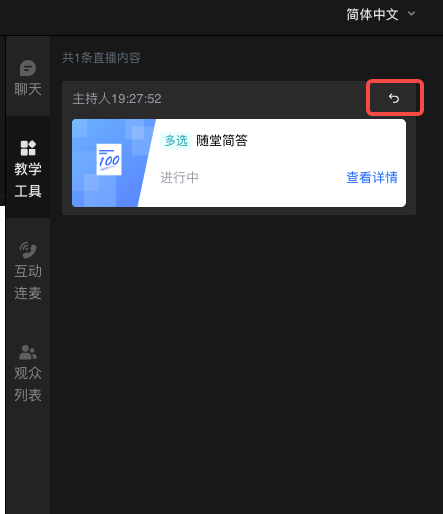 简体中文
共1条直播内容
聊天
主持人19:27:52
100
多选 随堂简答
进行中
查看详情
教学
工具
互动
连麦
观众
列表